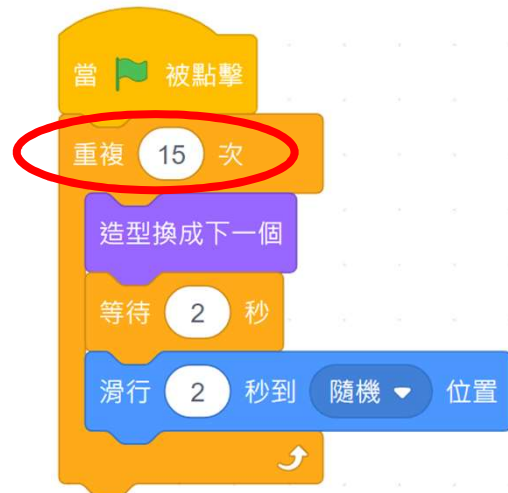 當 被點擊
重複 15 次
造型換成下一個
等待 2 秒
滑行 2 秒到 隨機 位置